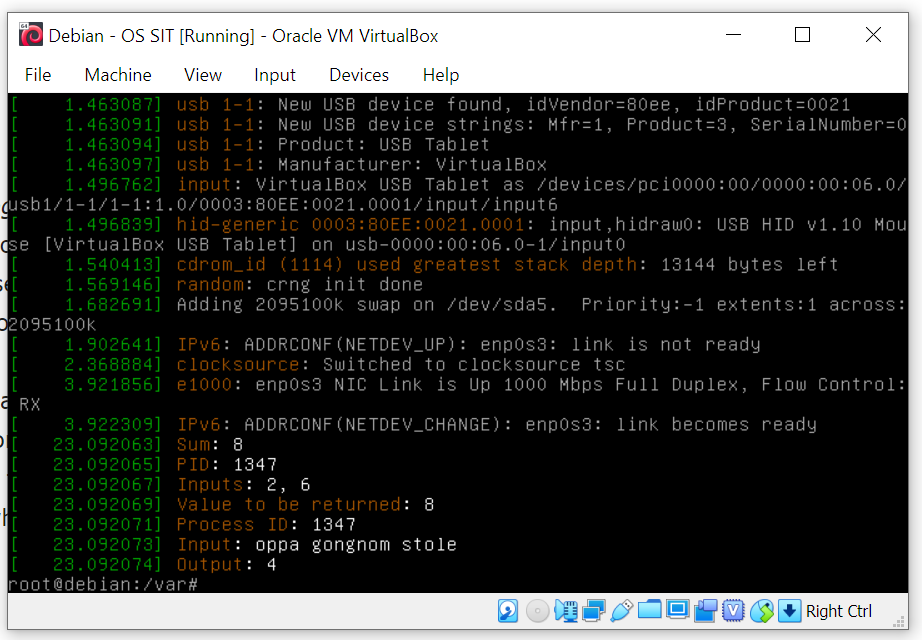 Debian - OS SIT [Running] - Oracle VM VirtualBox
File Machine View Input Devices Help
[    1.463087] usb 1-1: New USB device found, idVendor=80ee, idProduct=0021
[    1.463091] usb 1-1: New USB device strings: Mfr=1, Product=3, SerialNumber=0
[    1.463094] usb 1-1: Product: USB Tablet
[    1.463097] usb 1-1: Manufacturer: VirtualBox
[    1.496762] input: VirtualBox USB Tablet as /devices/pci0000:00/0000:00:06.0/
usb1/1-1/1-1:1.0/0003:80EE:0021.0001/input/input6
[    1.496839] hid-generic 0003:80EE:0021.0001: input,hidraw0: USB HID v1.10 Mou
se [VirtualBox USB Tablet] on usb-0000:00:06.0-1/input0
[    1.540413] cdrom_id (1114) used greatest stack depth: 13144 bytes left
[    1.569146] random: crng init done
[    1.682691] Adding 2095100k swap on /dev/sda5.  Priority:-1 extents:1 across:
2095100k
[    1.902641] IPv6: ADDRCONF(NETDEV_UP): enp0s3: link is not ready
[    2.368884] clocksource: Switched to clocksource tsc
[    3.921856] e1000: enp0s3 NIC Link is Up 1000 Mbps Full Duplex, Flow Control:
 RX
[    3.922309] IPv6: ADDRCONF(NETDEV_CHANGE): enp0s3: link becomes ready
[   23.092063] Sum: 8
[   23.092065] PID: 1347
[   23.092067] Inputs: 2, 6
[   23.092069] Value to be returned: 8
[   23.092071] Process ID: 1347
[   23.092073] Input: oppa gongnom stole
[   23.092074] Output: 4
root@debian:/var#
Right Ctrl